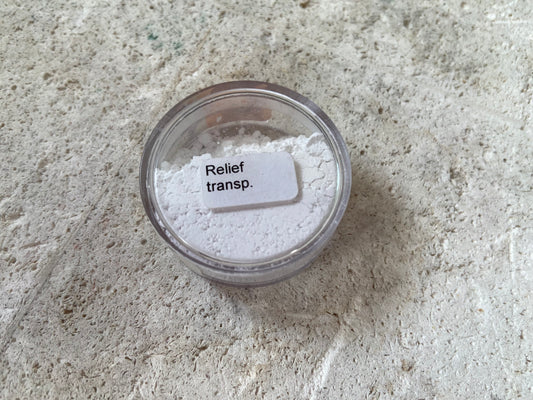 Relief
transp.